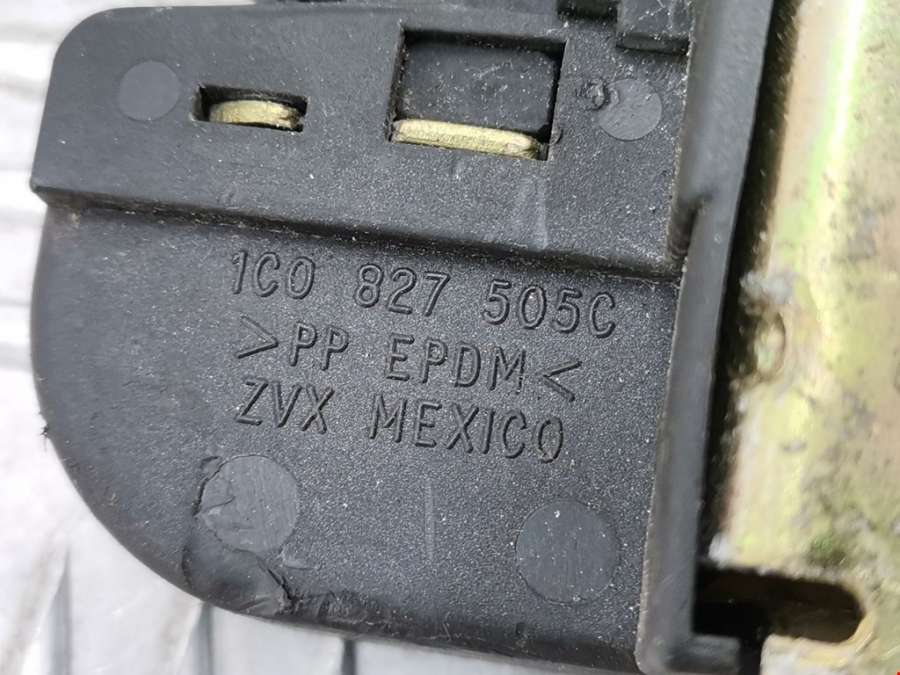 1C0 827 505C
>PP EPDM<
ZVX MEXICO